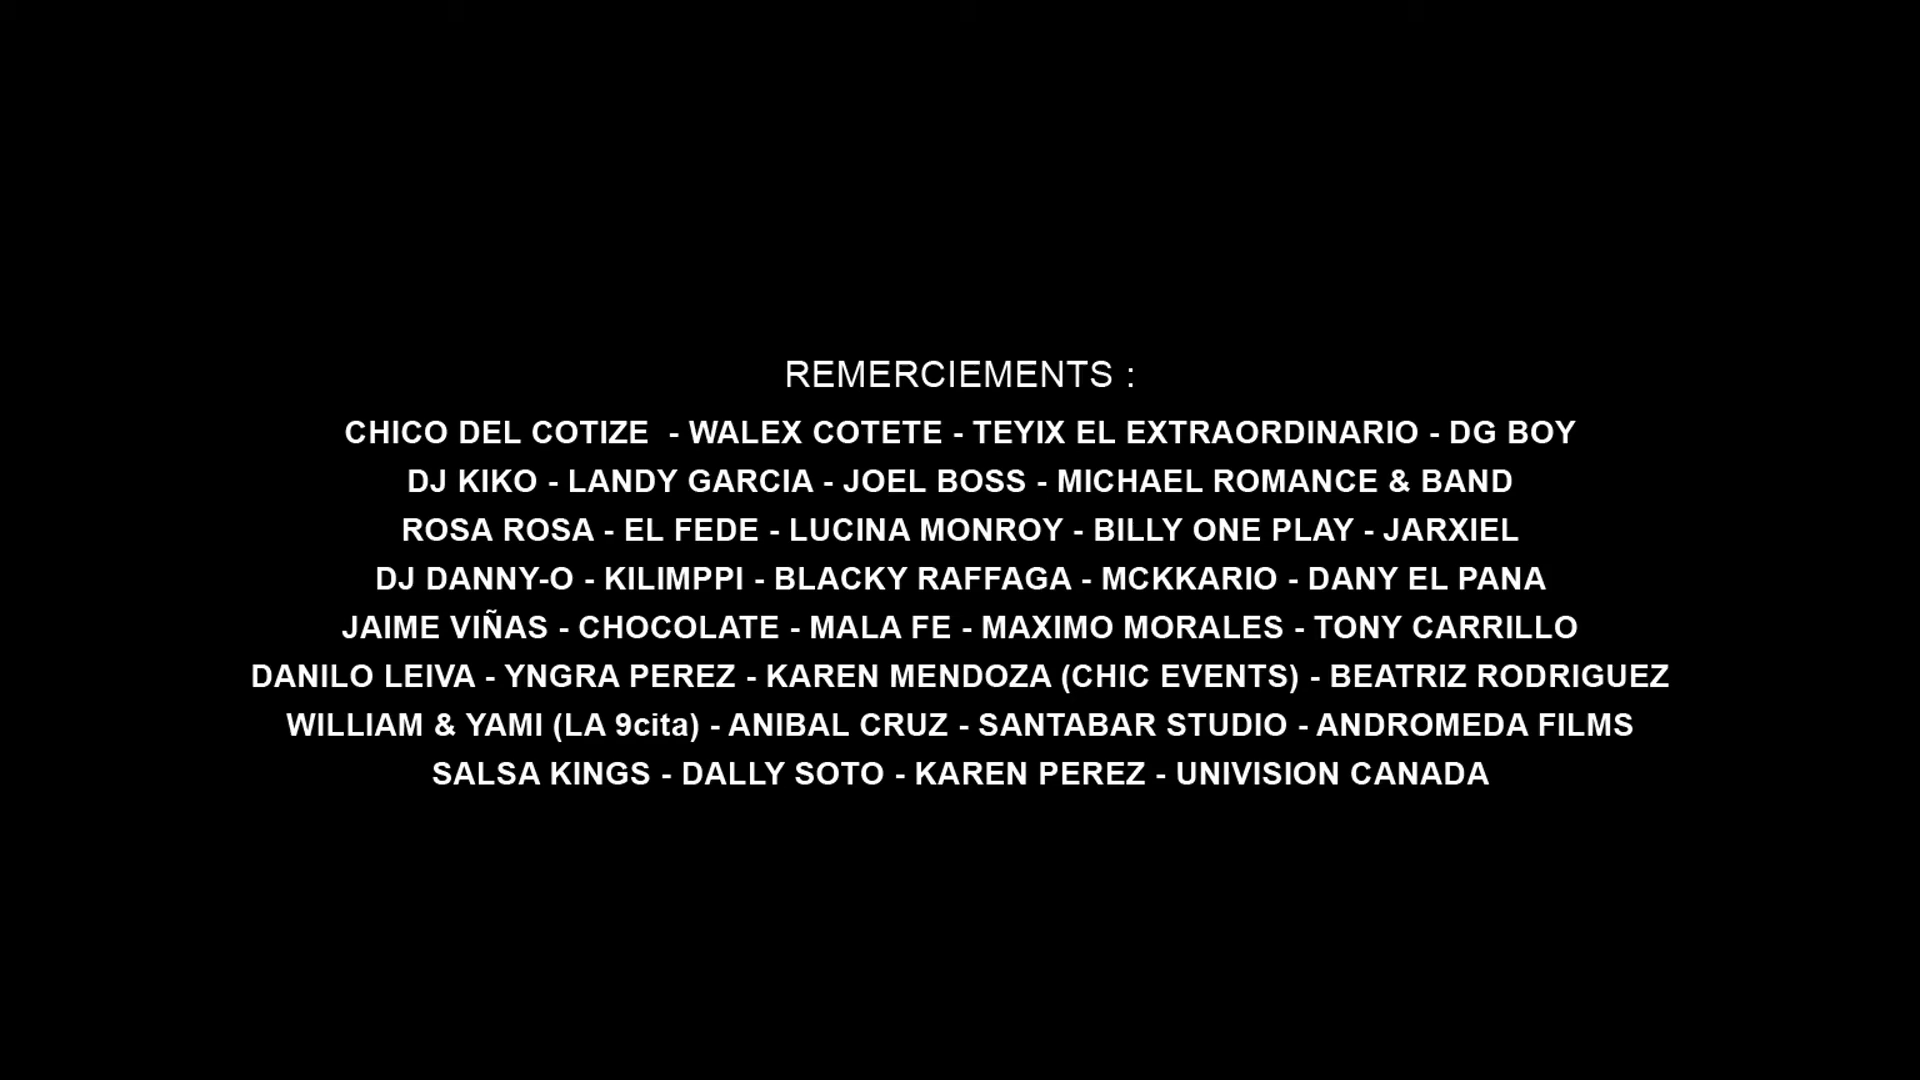 REMERCIEMENTS :
CHICO DEL COTIZE  - WALEX COTETE - TEYIX EL EXTRAORDINARIO - DG BOY
DJ KIKO - LANDY GARCIA - JOEL BOSS - MICHAEL ROMANCE & BAND
ROSA ROSA - EL FEDE - LUCINA MONROY - BILLY ONE PLAY - JARXIEL
DJ DANNY-O - KILIMPPI - BLACKY RAFFAGA - MCKKARIO - DANY EL PANA
JAIME VIÑAS - CHOCOLATE - MALA FE - MAXIMO MORALES - TONY CARRILLO
DANILO LEIVA - YNGRA PEREZ - KAREN MENDOZA (CHIC EVENTS) - BEATRIZ RODRIGUEZ
WILLIAM & YAMI (LA 9cita) - ANIBAL CRUZ - SANTABAR STUDIO - ANDROMEDA FILMS
SALSA KINGS - DALLY SOTO - KAREN PEREZ - UNIVISION CANADA